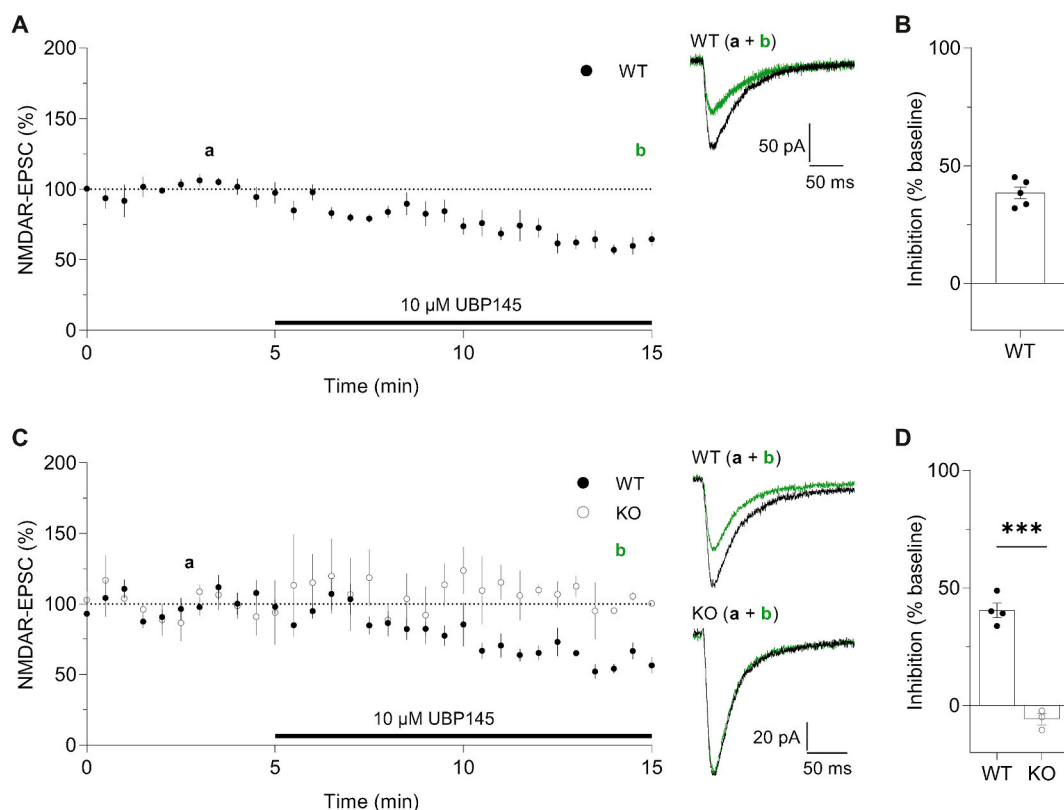 A
200
150
100
50
0
NMDAR-EPSC (%)
WT
a
b
10 µM UBP145
0
5
10
15
Time (min)
WT (a + b)
50 pA
50 ms
B
100
50
0
Inhibition (% baseline)
WT
C
200
150
100
50
0
NMDAR-EPSC (%)
WT
KO
a
b
10 µM UBP145
0
5
10
15
Time (min)
WT (a + b)
KO (a + b)
20 pA
50 ms
D
100
50
0
Inhibition (% baseline)
***
WT KO